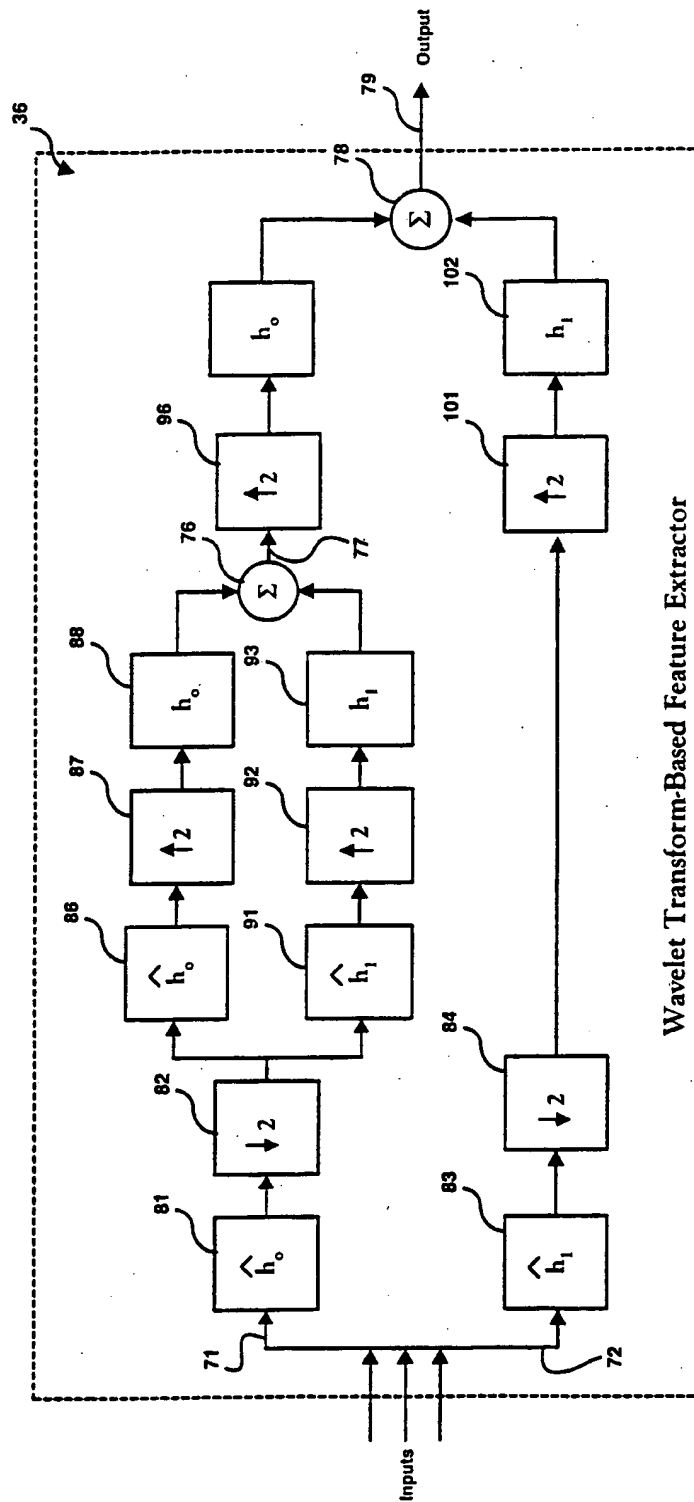 36
Inputs
71
72
81
ĥ₀
82
↓2
83
ĥ₁
84
↓2
86
ĥ₀
87
↑2
88
h₀
91
ĥ₁
92
↑2
93
h₁
76
Σ
77
96
↑2
h₀
101
↑2
102
h₁
78
Σ
79
Output
Wavelet Transform-Based Feature Extractor